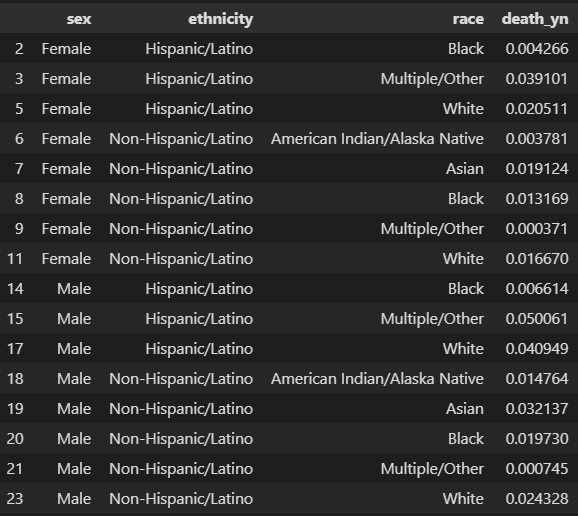 sex ethnicity race death_yn
2 Female Hispanic/Latino Black 0.004266
3 Female Hispanic/Latino Multiple/Other 0.039101
5 Female Hispanic/Latino White 0.020511
6 Female Non-Hispanic/Latino American Indian/Alaska Native 0.003781
7 Female Non-Hispanic/Latino Asian 0.019124
8 Female Non-Hispanic/Latino Black 0.013169
9 Female Non-Hispanic/Latino Multiple/Other 0.000371
11 Female Non-Hispanic/Latino White 0.016670
14 Male Hispanic/Latino Black 0.006614
15 Male Hispanic/Latino Multiple/Other 0.050061
17 Male Hispanic/Latino White 0.040949
18 Male Non-Hispanic/Latino American Indian/Alaska Native 0.014764
19 Male Non-Hispanic/Latino Asian 0.032137
20 Male Non-Hispanic/Latino Black 0.019730
21 Male Non-Hispanic/Latino Multiple/Other 0.000745
23 Male Non-Hispanic/Latino White 0.024328